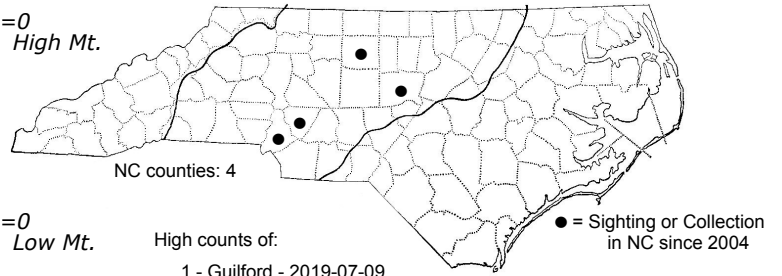 =0
High Mt.
NC counties: 4
=0
Low Mt.
High counts of:
● = Sighting or Collection
in NC since 2004
1 - Guilford - 2019-07-09